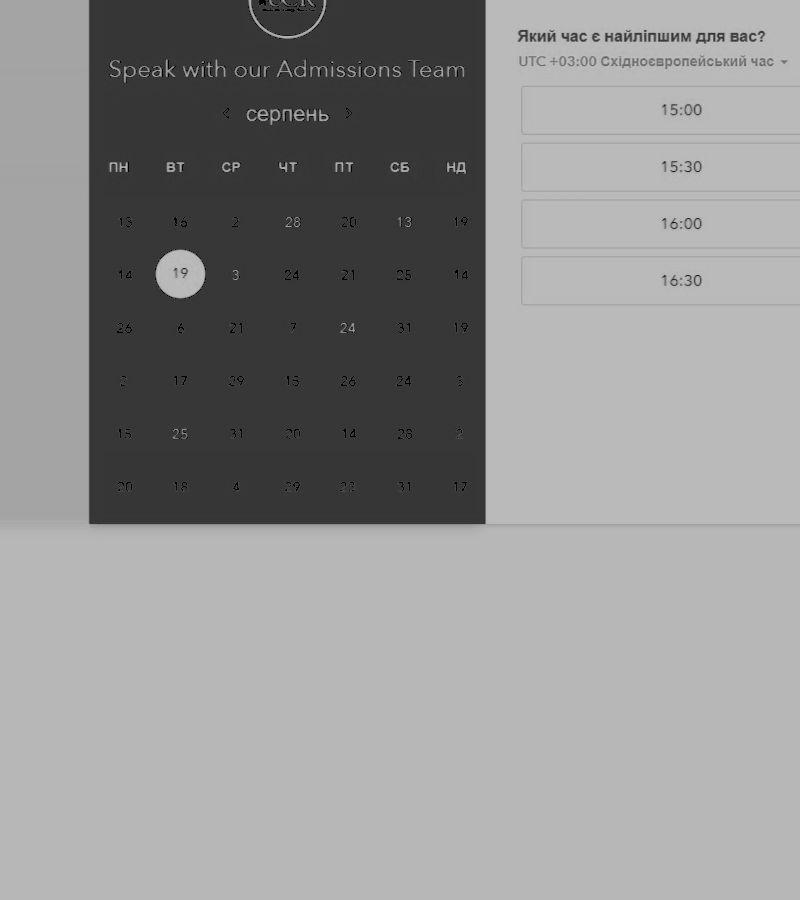 UCK
Speak with our Admissions Team
серпень
ПН ВТ СР ЧТ ПТ СБ НД
13 16 2 28 20 13 19
14 19 3 24 21 25 14
26 6 21 7 24 31 19
2 17 29 15 26 24 3
15 25 31 20 14 28 2
20 18 4 29 22 31 17
Який час є найліпшим для вас?
UTC +03:00 Східноєвропейський час
15:00
15:30
16:00
16:30